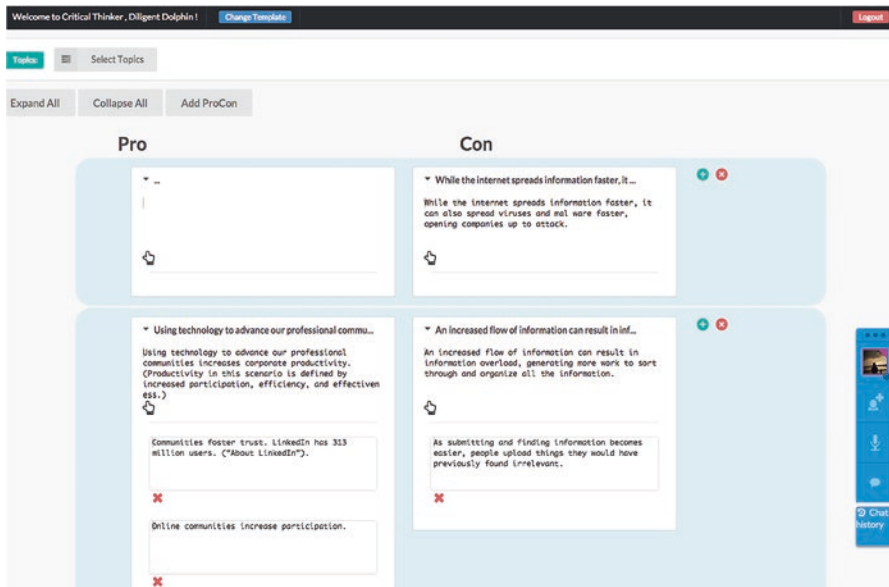 Welcome to Critical Thinker , Diligent Dolphin !
Change Template
Logout
Topics:
Select Topics
Expand All
Collapse All
Add ProCon
Pro
Con
...
While the internet spreads information faster, it ...
While the internet spreads information faster, it
can also spread viruses and mal ware faster,
opening companies up to attack.
Using technology to advance our professional commu...
Using technology to advance our professional
communities increases corporate productivity.
(Productivity in this scenario is defined by
increased participation, efficiency, and effectiven
ess.)
Communities foster trust. LinkedIn has 313
million users. ("About LinkedIn").
Online communities increase participation.
An increased flow of information can result in inf...
An increased flow of information can result in
information overload, generating more work to sort
through and organize all the information.
As submitting and finding information becomes
easier, people upload things they would have
previously found irrelevant.
Chat
history